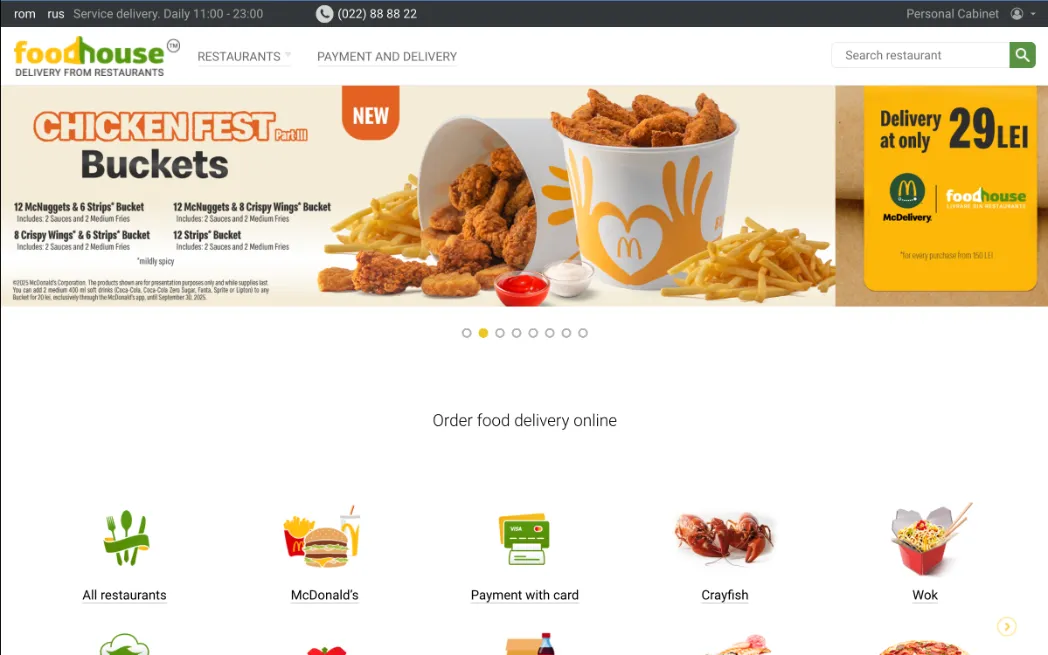 rom rus Service delivery. Daily 11:00 - 23:00 (022) 88 88 22 Personal Cabinet
foodhouse TM
DELIVERY FROM RESTAURANTS
RESTAURANTS PAYMENT AND DELIVERY
Search restaurant
CHICKEN FEST Part III
Buckets
NEW
12 McNuggets & 6 Strips* Bucket
Includes: 2 Sauces and 2 Medium Fries
12 McNuggets & 8 Crispy Wings* Bucket
Includes: 2 Sauces and 2 Medium Fries
8 Crispy Wings* & 6 Strips* Bucket
Includes: 2 Sauces and 2 Medium Fries
12 Strips* Bucket
Includes: 2 Sauces and 2 Medium Fries
*mildly spicy
©2025 McDonald's Corporation. The products shown are for presentation purposes only and while supplies last.
You can add 2 medium 400 ml soft drinks (Coca-Cola, Coca-Cola Zero Sugar, Fanta, Sprite or Lipton) to any
Bucket for 20 lei, exclusively through the McDonald's app, until September 30, 2025.
Delivery
at only 29 LEI
McDelivery.
foodhouse
LIVRARE DIN RESTAURANTE
*for every purchase from 150 LEI
Order food delivery online
All restaurants
McDonald's
VISA
Payment with card
Crayfish
Wok